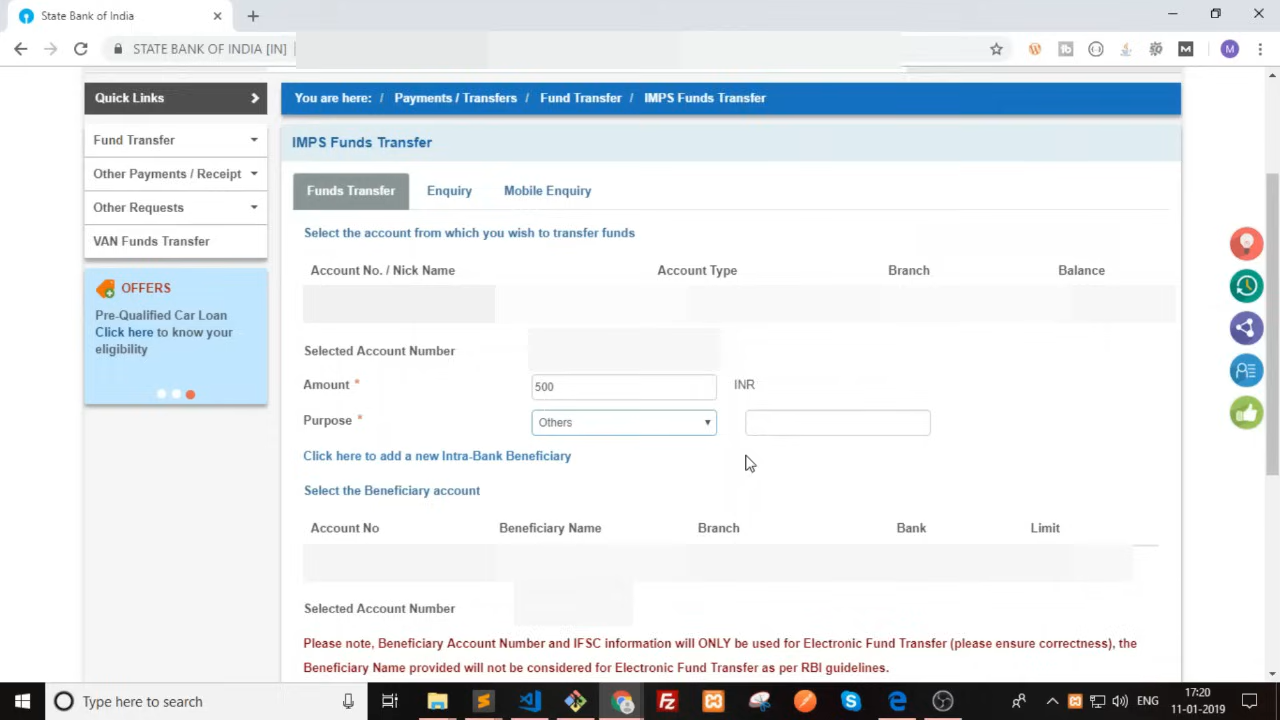 State Bank of India
STATE BANK OF INDIA [IN]
M
Quick Links
Fund Transfer
Other Payments / Receipt
Other Requests
VAN Funds Transfer
OFFERS
Pre-Qualified Car Loan
Click here to know your
eligibility
You are here: / Payments / Transfers / Fund Transfer / IMPS Funds Transfer
IMPS Funds Transfer
Funds Transfer Enquiry Mobile Enquiry
Select the account from which you wish to transfer funds
Account No. / Nick Name Account Type Branch Balance
Selected Account Number
Amount * 500 INR
Purpose * Others
Click here to add a new Intra-Bank Beneficiary
Select the Beneficiary account
Account No Beneficiary Name Branch Bank Limit
Selected Account Number
Please note, Beneficiary Account Number and IFSC information will ONLY be used for Electronic Fund Transfer (please ensure correctness), the
Beneficiary Name provided will not be considered for Electronic Fund Transfer as per RBI guidelines.
Type here to search
ENG
17:20
11-01-2019